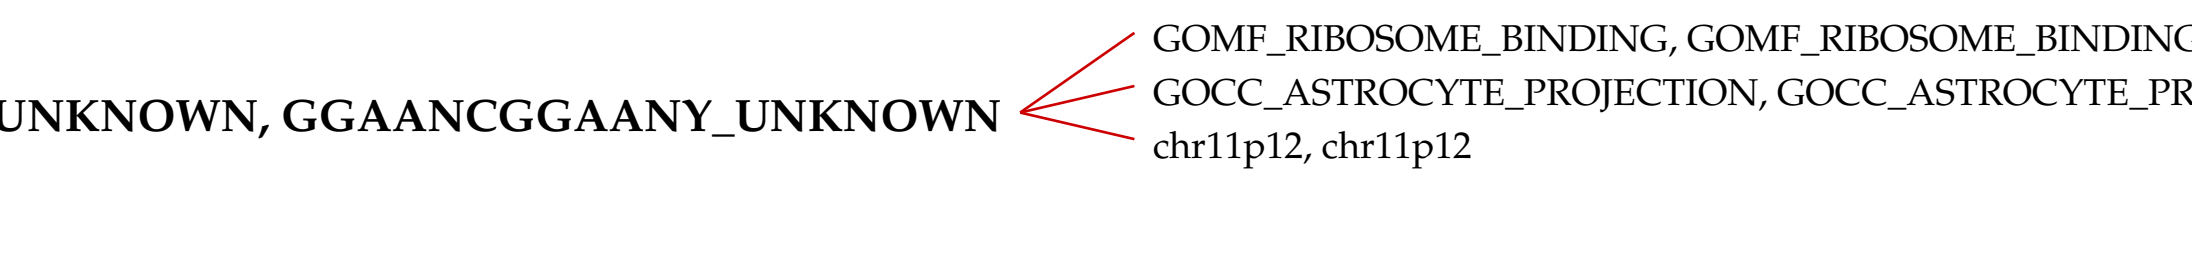 GOMF_RIBOSOME_BINDING, GOMF_RIBOSOME_BINDING
GOCC_ASTROCYTE_PROJECTION, GOCC_ASTROCYTE_PR
UNKNOWN, GGAANCGGAANY_UNKNOWN
chr11p12, chr11p12